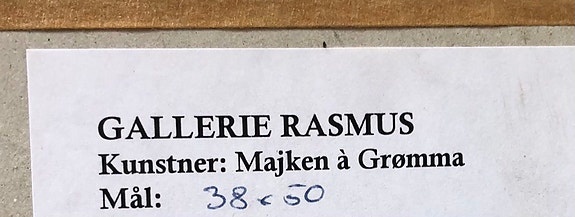 GALLERIE RASMUS
Kunstner: Majken à Grømma
Mål: 38 x 50